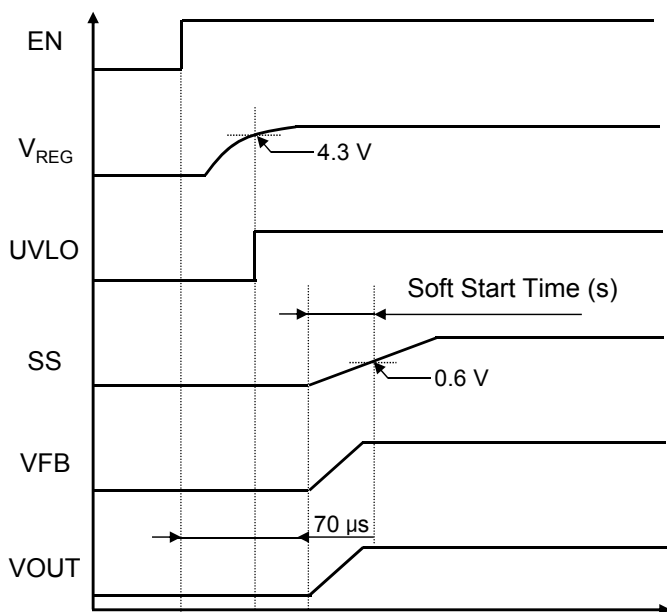 EN
V_REG
4.3 V
UVLO
Soft Start Time (s)
SS
0.6 V
VFB
70 µs
VOUT